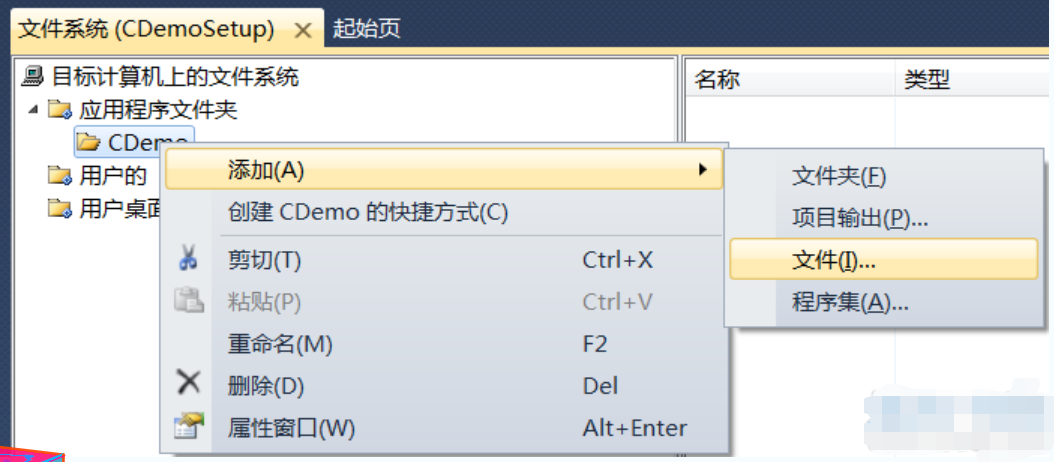 文件系统 (CDemoSetup)
起始页
目标计算机上的文件系统
名称
类型
应用程序文件夹
CDemo
用户的
用户桌面
添加(A)
创建 CDemo 的快捷方式(C)
剪切(T) Ctrl+X
粘贴(P) Ctrl+V
重命名(M) F2
删除(D) Del
属性窗口(W) Alt+Enter
文件夹(F)
项目输出(P)...
文件(I)...
程序集(A)...